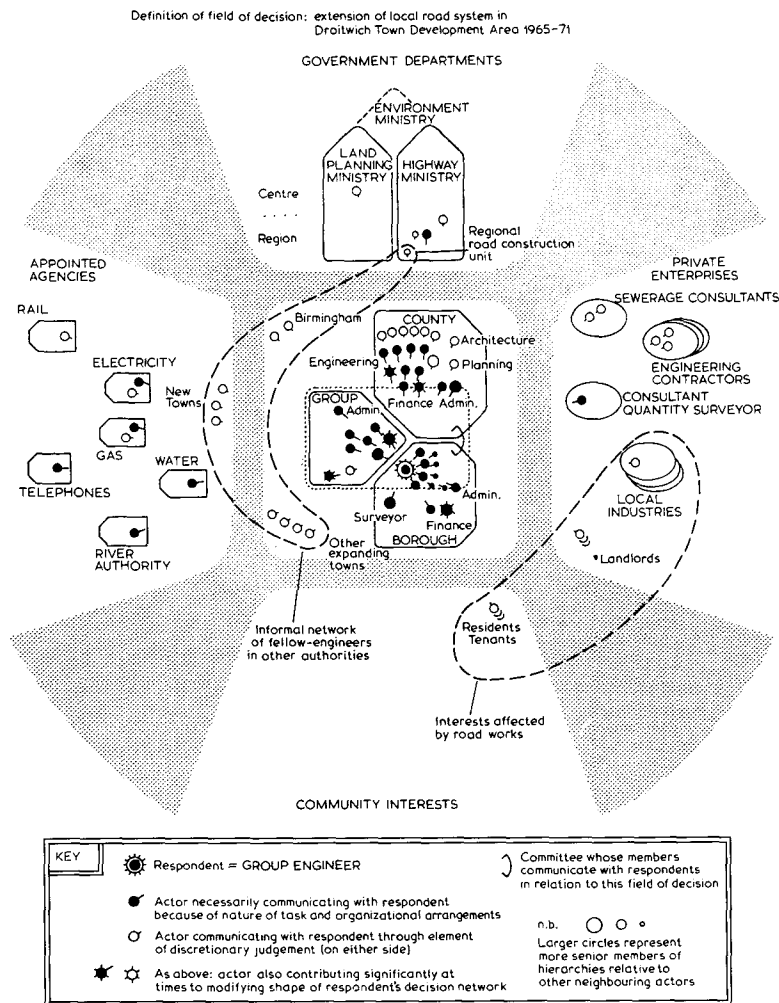 Definition of field of decision: extension of local road system in
Droitwich Town Development Area 1965-71
GOVERNMENT DEPARTMENTS
ENVIRONMENT
MINISTRY
LAND
PLANNING
MINISTRY
HIGHWAY
MINISTRY
Centre
. . . . .
Region
Regional
road construction
unit
APPOINTED
AGENCIES
RAIL
ELECTRICITY
New
Towns
GAS
WATER
TELEPHONES
RIVER
AUTHORITY
PRIVATE
ENTERPRISES
SEWERAGE CONSULTANTS
ENGINEERING
CONTRACTORS
CONSULTANT
QUANTITY SURVEYOR
LOCAL
INDUSTRIES
Landlords
Birmingham
COUNTY
Architecture
Engineering
Planning
Finance Admin.
GROUP
Admin.
Admin.
Surveyor
Finance
BOROUGH
Other
expanding
towns
Informal network
of fellow-engineers
in other authorities
Residents
Tenants
Interests affected
by road works
COMMUNITY INTERESTS
KEY
Respondent = GROUP ENGINEER
Actor necessarily communicating with respondent
because of nature of task and organizational arrangements
Actor communicating with respondent through element
of discretionary judgement (on either side)
As above: actor also contributing significantly at
times to modifying shape of respondent's decision network
Committee whose members
communicate with respondents
in relation to this field of decision
n.b.
Larger circles represent
more senior members of
hierarchies relative to
other neighbouring actors